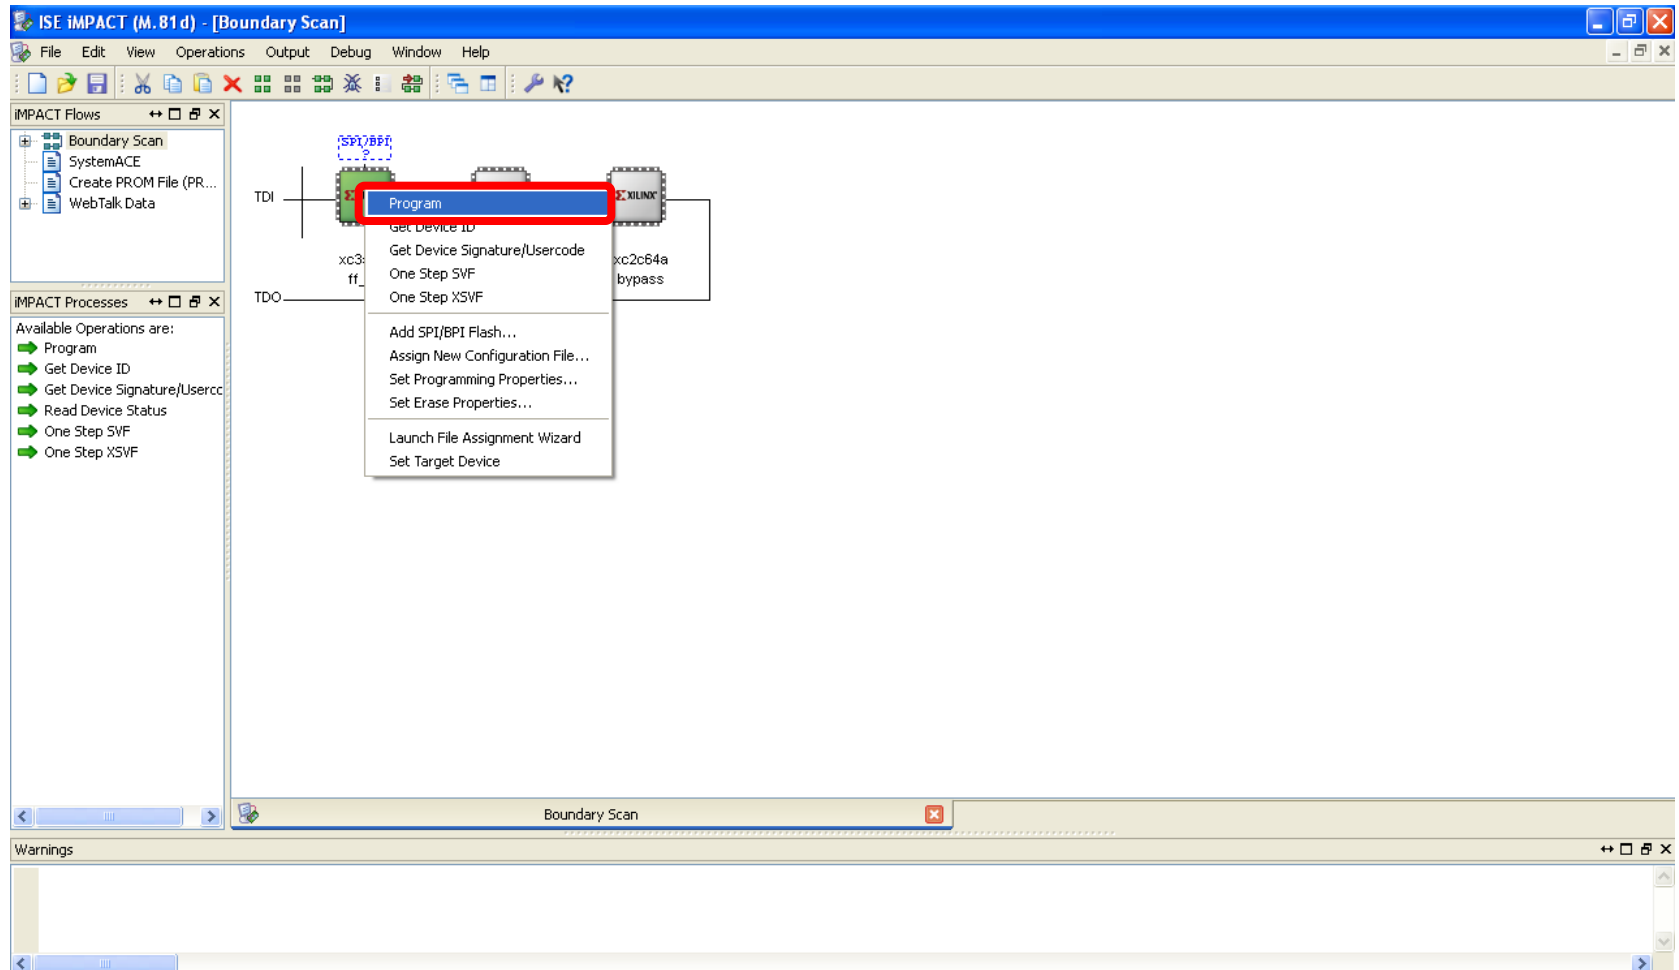 ISE iMPACT (M.81d) - [Boundary Scan]
File Edit View Operations Output Debug Window Help
iMPACT Flows
Boundary Scan
SystemACE
Create PROM File (PR...
WebTalk Data
iMPACT Processes
Available Operations are:
Program
Get Device ID
Get Device Signature/Userco
Read Device Status
One Step SVF
One Step XSVF
SPI/BPI
?
TDI
XILINX
TDO
xc2c64a
bypass
Program
Get Device ID
Get Device Signature/Usercode
One Step SVF
One Step XSVF
Add SPI/BPI Flash...
Assign New Configuration File...
Set Programming Properties...
Set Erase Properties...
Launch File Assignment Wizard
Set Target Device
Boundary Scan
Warnings